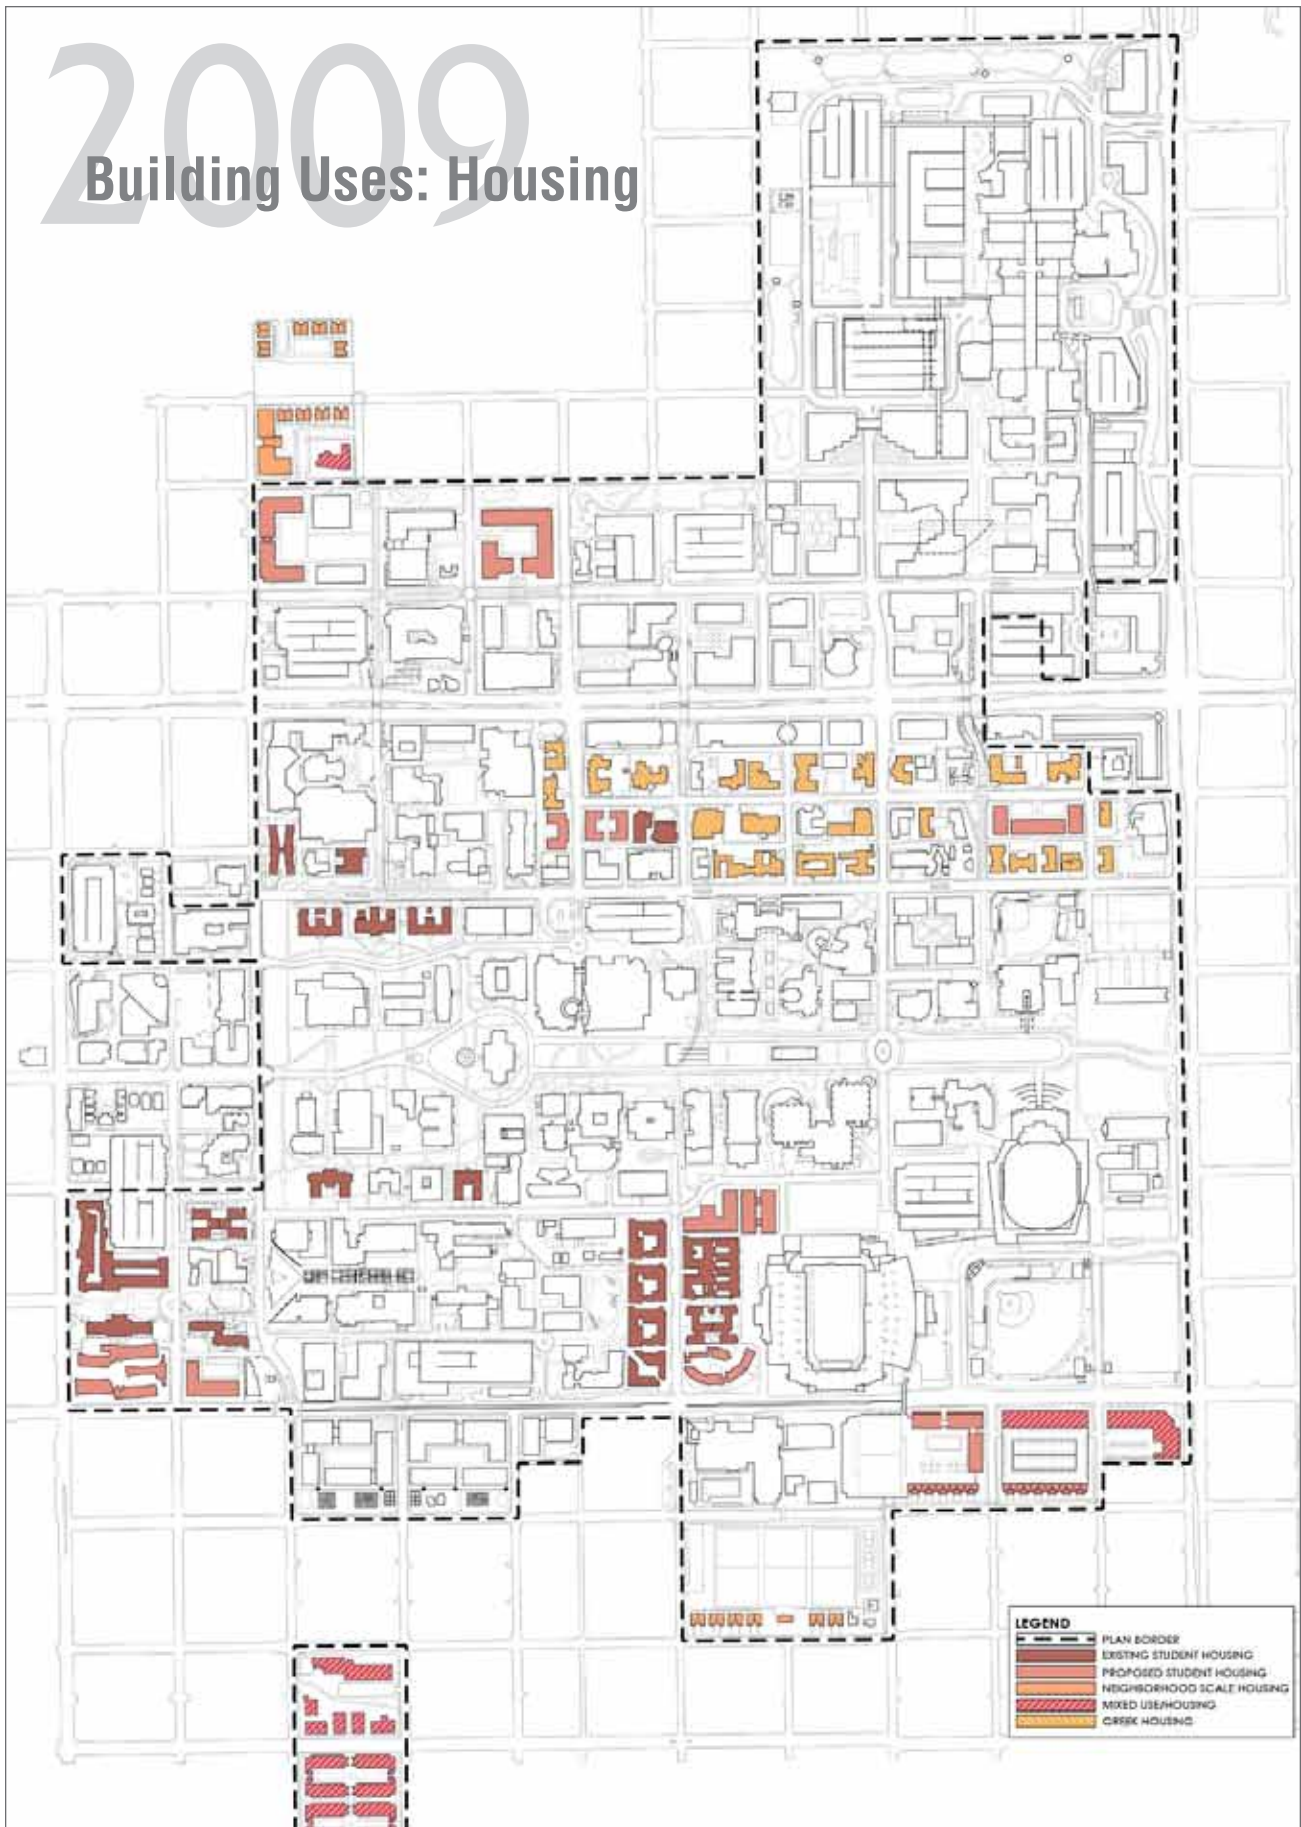 2009
Building Uses: Housing
LEGEND
PLAN BORDER
EXISTING STUDENT HOUSING
PROPOSED STUDENT HOUSING
NEIGHBORHOOD SCALE HOUSING
MIXED USE/HOUSING
GREEK HOUSING